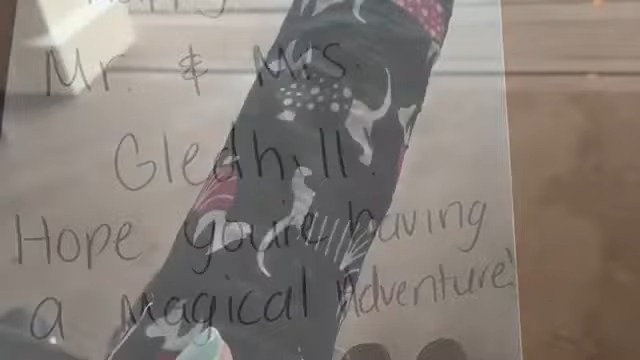 Mr. & Mrs.
Gledhill!
Hope you're having
a Magical Adventure!